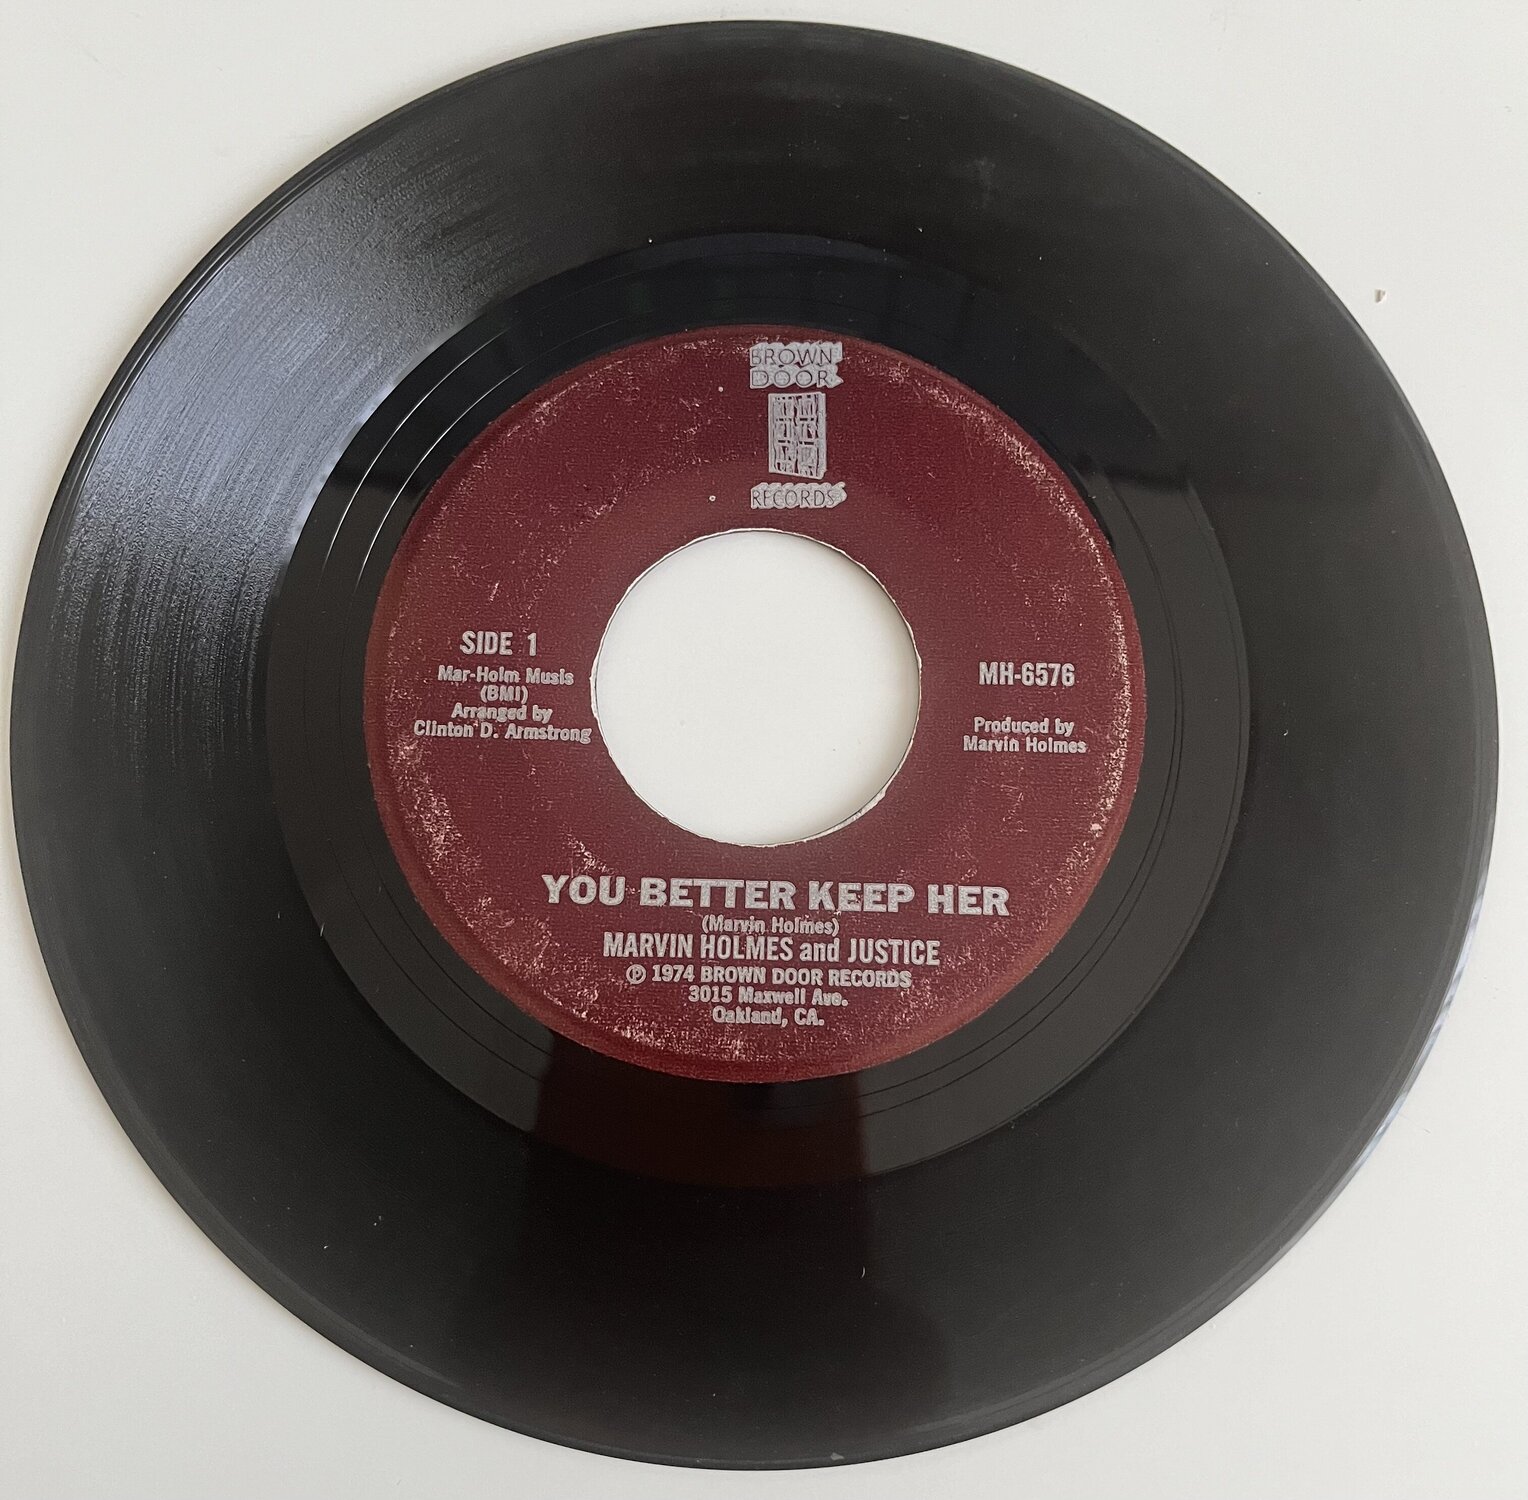 BROWN
DOOR
RECORDS
SIDE 1
Mar-Holm Music
(BMI)
Arranged by
Clinton D. Armstrong
MH-6576
Produced by
Marvin Holmes
YOU BETTER KEEP HER
(Marvin Holmes)
MARVIN HOLMES and JUSTICE
℗ 1974 BROWN DOOR RECORDS
3015 Maxwell Ave.
Oakland, CA.